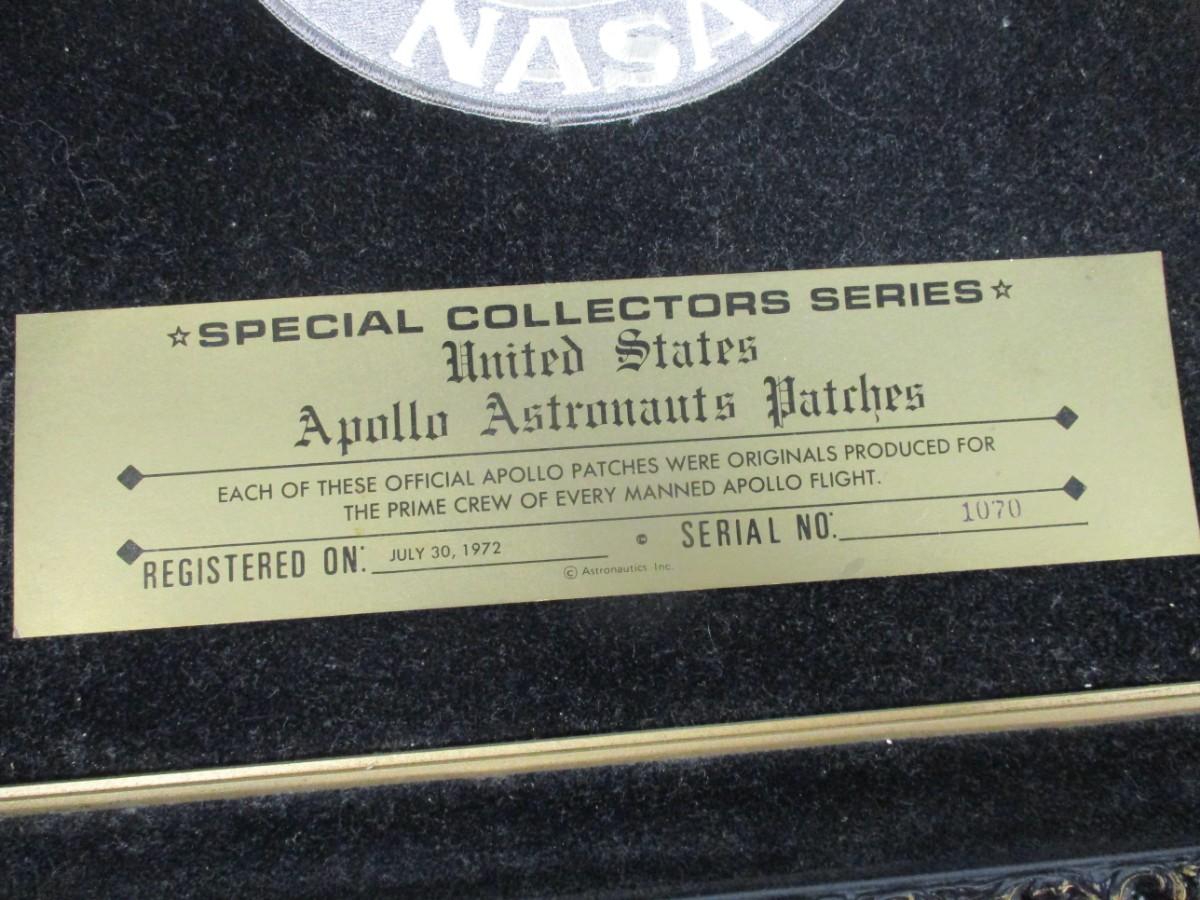 NASA
☆SPECIAL COLLECTORS SERIES☆
United States
Apollo Astronauts Patches
EACH OF THESE OFFICIAL APOLLO PATCHES WERE ORIGINALS PRODUCED FOR
THE PRIME CREW OF EVERY MANNED APOLLO FLIGHT.
REGISTERED ON: JULY 30, 1972 © SERIAL NO: 1070
© Astronautics Inc.